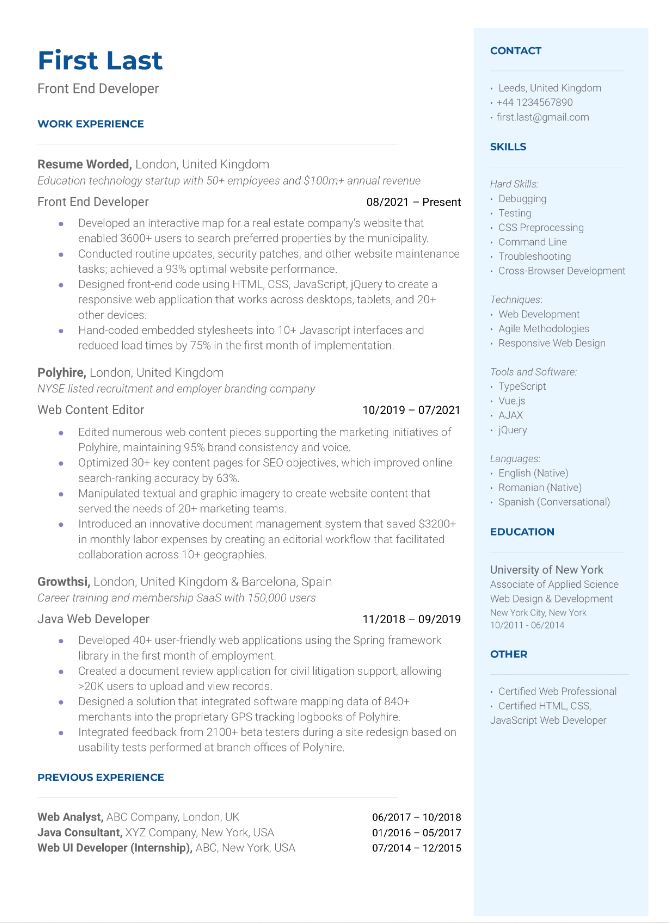 First Last
Front End Developer
WORK EXPERIENCE
Resume Worded, London, United Kingdom
Education technology startup with 50+ employees and $100m+ annual revenue
Front End Developer 08/2021 – Present
• Developed an interactive map for a real estate company's website that
enabled 3600+ users to search preferred properties by the municipality.
• Conducted routine updates, security patches, and other website maintenance
tasks; achieved a 93% optimal website performance.
• Designed front-end code using HTML, CSS, JavaScript, jQuery to create a
responsive web application that works across desktops, tablets, and 20+
other devices.
• Hand-coded embedded stylesheets into 10+ Javascript interfaces and
reduced load times by 75% in the first month of implementation.
Polyhire, London, United Kingdom
NYSE listed recruitment and employer branding company
Web Content Editor 10/2019 – 07/2021
• Edited numerous web content pieces supporting the marketing initiatives of
Polyhire, maintaining 95% brand consistency and voice.
• Optimized 30+ key content pages for SEO objectives, which improved online
search-ranking accuracy by 63%.
• Manipulated textual and graphic imagery to create website content that
served the needs of 20+ marketing teams.
• Introduced an innovative document management system that saved $3200+
in monthly labor expenses by creating an editorial workflow that facilitated
collaboration across 10+ geographies.
Growthsi, London, United Kingdom & Barcelona, Spain
Career training and membership SaaS with 150,000 users
Java Web Developer 11/2018 – 09/2019
• Developed 40+ user-friendly web applications using the Spring framework
library in the first month of employment.
• Created a document review application for civil litigation support, allowing
>20K users to upload and view records.
• Designed a solution that integrated software mapping data of 840+
merchants into the proprietary GPS tracking logbooks of Polyhire.
• Integrated feedback from 2100+ beta testers during a site redesign based on
usability tests performed at branch offices of Polyhire.
PREVIOUS EXPERIENCE
Web Analyst, ABC Company, London, UK 06/2017 – 10/2018
Java Consultant, XYZ Company, New York, USA 01/2016 – 05/2017
Web UI Developer (Internship), ABC, New York, USA 07/2014 – 12/2015
CONTACT
• Leeds, United Kingdom
• +44 1234567890
• first.last@gmail.com
SKILLS
Hard Skills:
• Debugging
• Testing
• CSS Preprocessing
• Command Line
• Troubleshooting
• Cross-Browser Development
Techniques:
• Web Development
• Agile Methodologies
• Responsive Web Design
Tools and Software:
• TypeScript
• Vue.js
• AJAX
• jQuery
Languages:
• English (Native)
• Romanian (Native)
• Spanish (Conversational)
EDUCATION
University of New York
Associate of Applied Science
Web Design & Development
New York City, New York
10/2011 - 06/2014
OTHER
• Certified Web Professional
• Certified HTML, CSS,
JavaScript Web Developer